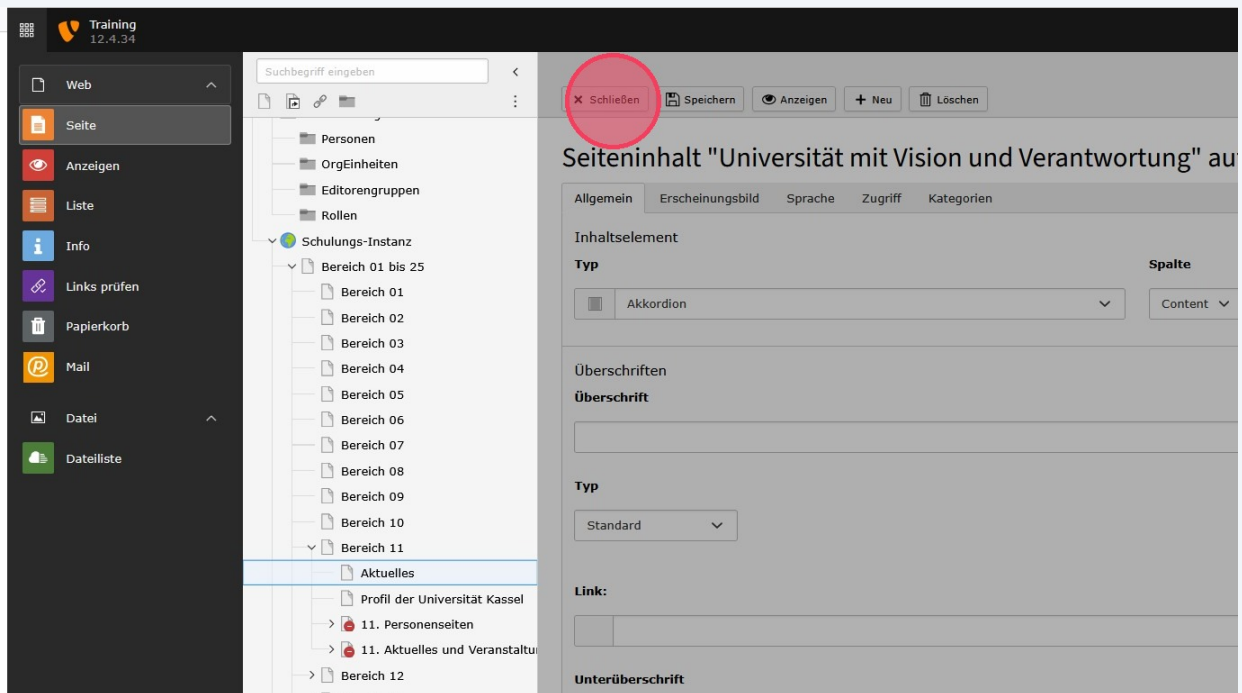 Training
12.4.34
Web
Seite
Anzeigen
Liste
Info
Links prüfen
Papierkorb
Mail
Datei
Dateiliste
Suchbegriff eingeben
Personen
OrgEinheiten
Editorengruppen
Rollen
Schulungs-Instanz
Bereich 01 bis 25
Bereich 01
Bereich 02
Bereich 03
Bereich 04
Bereich 05
Bereich 06
Bereich 07
Bereich 08
Bereich 09
Bereich 10
Bereich 11
Aktuelles
Profil der Universität Kassel
11. Personenseiten
11. Aktuelles und Veranstaltu
Bereich 12
Schließen Speichern Anzeigen Neu Löschen
Seiteninhalt "Universität mit Vision und Verantwortung" au
Allgemein Erscheinungsbild Sprache Zugriff Kategorien
Inhaltselement
Typ Spalte
Akkordion Content
Überschriften
Überschrift
Typ
Standard
Link:
Unterüberschrift